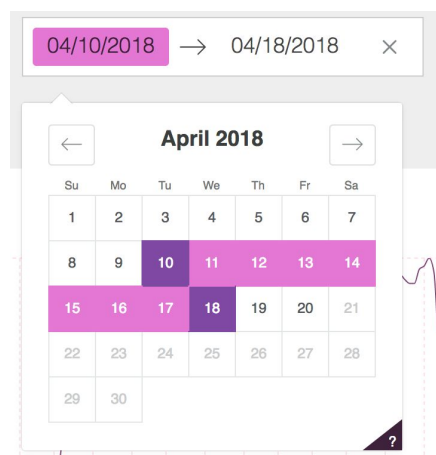 04/10/2018 → 04/18/2018 ×
← April 2018 →
Su Mo Tu We Th Fr Sa
1 2 3 4 5 6 7
8 9 10 11 12 13 14
15 16 17 18 19 20 21
22 23 24 25 26 27 28
29 30
?